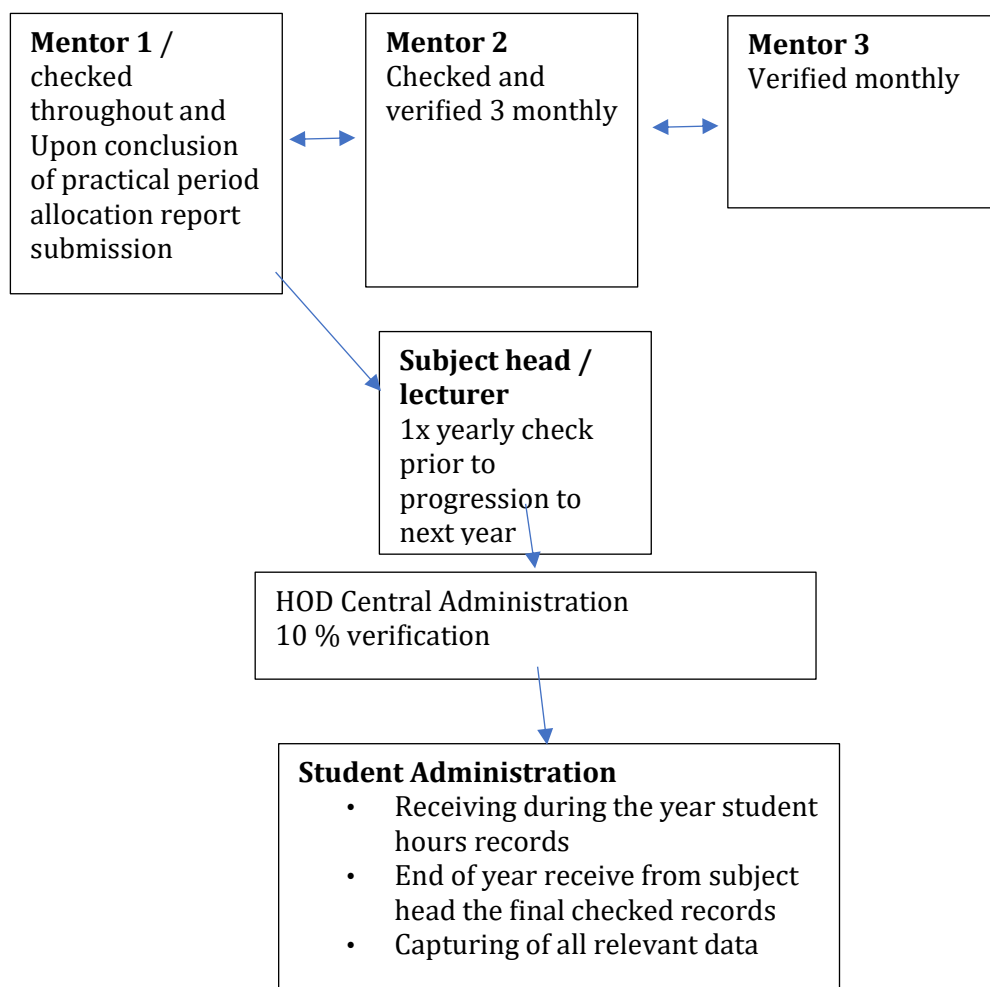 Mentor 1 /
checked
throughout and
Upon conclusion
of practical period
allocation report
submission
Mentor 2
Checked and
verified 3 monthly
Mentor 3
Verified monthly
Subject head /
lecturer
1x yearly check
prior to
progression to
next year
HOD Central Administration
10 % verification
Student Administration
• Receiving during the year student
hours records
• End of year receive from subject
head the final checked records
• Capturing of all relevant data